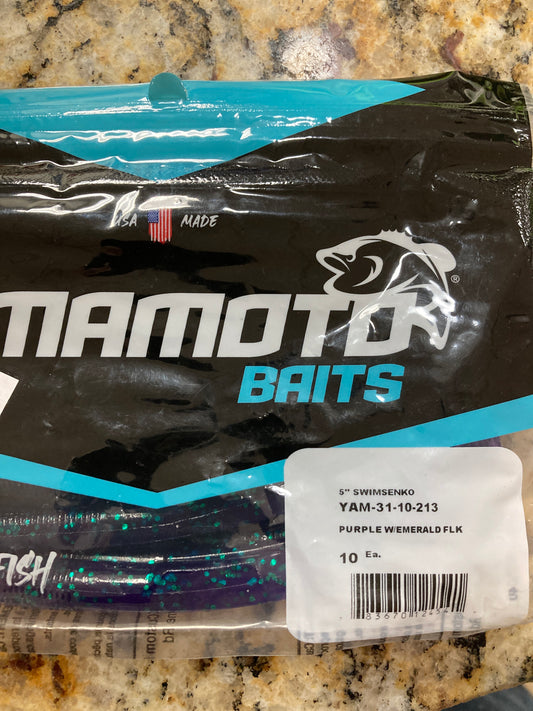 USA MADE
MAMOTO
®
BAITS
5" SWIMSENKO
YAM-31-10-213
PURPLE W/EMERALD FLK
10 Ea.
FISH